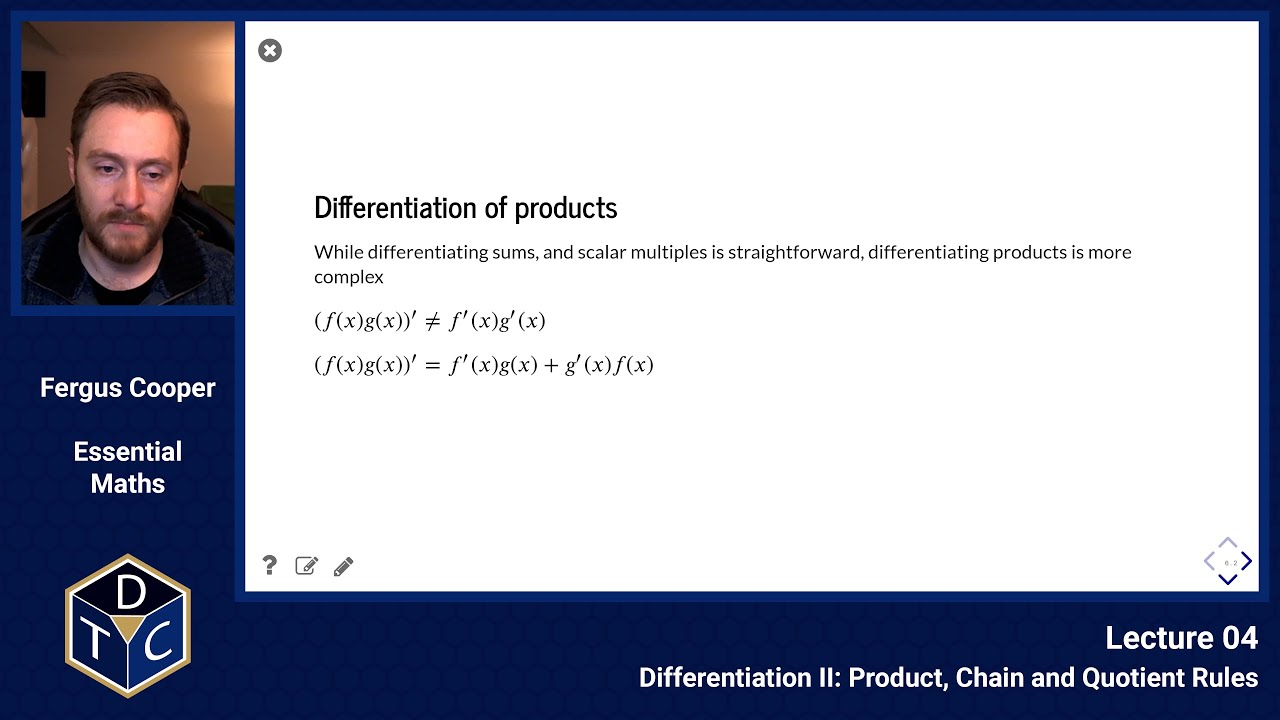 Differentiation of products
While differentiating sums, and scalar multiples is straightforward, differentiating products is more
complex
(f(x)g(x))′ ≠ f′(x)g′(x)
(f(x)g(x))′ = f′(x)g(x) + g′(x)f(x)
?
6.2
Fergus Cooper
Essential
Maths
D
T C
Lecture 04
Differentiation II: Product, Chain and Quotient Rules